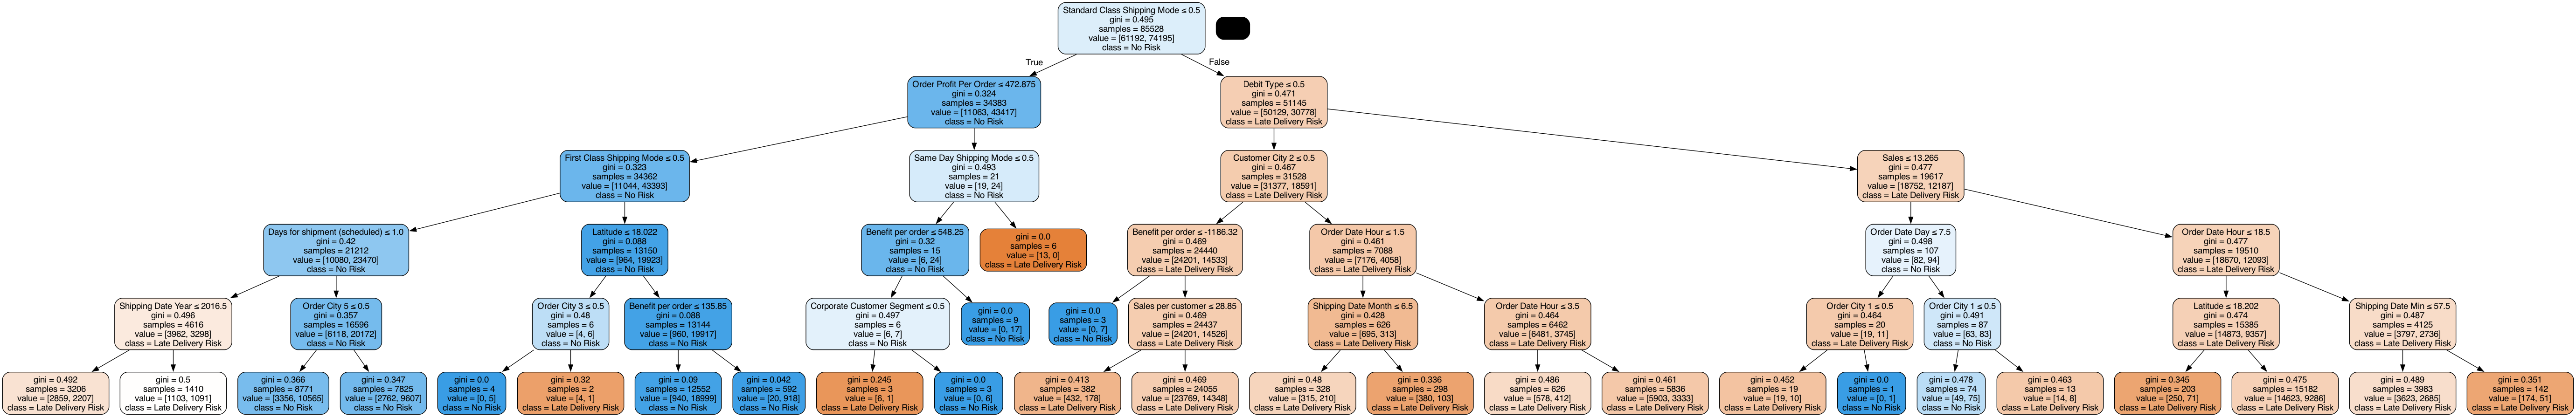 Standard Class Shipping Mode ≤ 0.5
gini = 0.495
samples = 85528
value = [61192, 74195]
class = No Risk
True
False
Order Profit Per Order ≤ 472.875
gini = 0.324
samples = 34383
value = [11063, 43417]
class = No Risk
Debit Type ≤ 0.5
gini = 0.471
samples = 51145
value = [50129, 30778]
class = Late Delivery Risk
First Class Shipping Mode ≤ 0.5
gini = 0.323
samples = 34362
value = [11044, 43393]
class = No Risk
Same Day Shipping Mode ≤ 0.5
gini = 0.493
samples = 21
value = [19, 24]
class = No Risk
Customer City 2 ≤ 0.5
gini = 0.467
samples = 31528
value = [31377, 18591]
class = Late Delivery Risk
Sales ≤ 13.265
gini = 0.477
samples = 19617
value = [18752, 12187]
class = Late Delivery Risk
Days for shipment (scheduled) ≤ 1.0
gini = 0.42
samples = 21212
value = [10080, 23470]
class = No Risk
Latitude ≤ 18.022
gini = 0.088
samples = 13150
value = [964, 19923]
class = No Risk
Benefit per order ≤ 548.25
gini = 0.32
samples = 15
value = [6, 24]
class = No Risk
gini = 0.0
samples = 6
value = [13, 0]
class = Late Delivery Risk
Benefit per order ≤ -1186.32
gini = 0.469
samples = 24440
value = [24201, 14533]
class = Late Delivery Risk
Order Date Hour ≤ 1.5
gini = 0.461
samples = 7088
value = [7176, 4058]
class = Late Delivery Risk
Order Date Day ≤ 7.5
gini = 0.498
samples = 107
value = [82, 94]
class = No Risk
Order Date Hour ≤ 18.5
gini = 0.477
samples = 19510
value = [18670, 12093]
class = Late Delivery Risk
Shipping Date Year ≤ 2016.5
gini = 0.496
samples = 4616
value = [3962, 3298]
class = Late Delivery Risk
Order City 5 ≤ 0.5
gini = 0.357
samples = 16596
value = [6118, 20172]
class = No Risk
Order City 3 ≤ 0.5
gini = 0.48
samples = 6
value = [4, 6]
class = No Risk
Benefit per order ≤ 135.85
gini = 0.088
samples = 13144
value = [960, 19917]
class = No Risk
Corporate Customer Segment ≤ 0.5
gini = 0.497
samples = 6
value = [6, 7]
class = No Risk
gini = 0.0
samples = 9
value = [0, 17]
class = No Risk
gini = 0.0
samples = 3
value = [0, 7]
class = No Risk
Sales per customer ≤ 28.85
gini = 0.469
samples = 24437
value = [24201, 14526]
class = Late Delivery Risk
Shipping Date Month ≤ 6.5
gini = 0.428
samples = 626
value = [695, 313]
class = Late Delivery Risk
Order Date Hour ≤ 3.5
gini = 0.464
samples = 6462
value = [6481, 3745]
class = Late Delivery Risk
Order City 1 ≤ 0.5
gini = 0.464
samples = 20
value = [19, 11]
class = Late Delivery Risk
Order City 1 ≤ 0.5
gini = 0.491
samples = 87
value = [63, 83]
class = No Risk
Latitude ≤ 18.202
gini = 0.474
samples = 15385
value = [14873, 9357]
class = Late Delivery Risk
Shipping Date Min ≤ 57.5
gini = 0.487
samples = 4125
value = [3797, 2736]
class = Late Delivery Risk
gini = 0.492
samples = 3206
value = [2859, 2207]
class = Late Delivery Risk
gini = 0.5
samples = 1410
value = [1103, 1091]
class = Late Delivery Risk
gini = 0.366
samples = 8771
value = [3356, 10565]
class = No Risk
gini = 0.347
samples = 7825
value = [2762, 9607]
class = No Risk
gini = 0.0
samples = 4
value = [0, 5]
class = No Risk
gini = 0.32
samples = 2
value = [4, 1]
class = Late Delivery Risk
gini = 0.09
samples = 12552
value = [940, 18999]
class = No Risk
gini = 0.042
samples = 592
value = [20, 918]
class = No Risk
gini = 0.245
samples = 3
value = [6, 1]
class = Late Delivery Risk
gini = 0.0
samples = 3
value = [0, 6]
class = No Risk
gini = 0.413
samples = 382
value = [432, 178]
class = Late Delivery Risk
gini = 0.469
samples = 24055
value = [23769, 14348]
class = Late Delivery Risk
gini = 0.48
samples = 328
value = [315, 210]
class = Late Delivery Risk
gini = 0.336
samples = 298
value = [380, 103]
class = Late Delivery Risk
gini = 0.486
samples = 626
value = [578, 412]
class = Late Delivery Risk
gini = 0.461
samples = 5836
value = [5903, 3333]
class = Late Delivery Risk
gini = 0.452
samples = 19
value = [19, 10]
class = Late Delivery Risk
gini = 0.0
samples = 1
value = [0, 1]
class = No Risk
gini = 0.478
samples = 74
value = [49, 75]
class = No Risk
gini = 0.463
samples = 13
value = [14, 8]
class = Late Delivery Risk
gini = 0.345
samples = 203
value = [250, 71]
class = Late Delivery Risk
gini = 0.475
samples = 15182
value = [14623, 9286]
class = Late Delivery Risk
gini = 0.489
samples = 3983
value = [3623, 2685]
class = Late Delivery Risk
gini = 0.351
samples = 142
value = [174, 51]
class = Late Delivery Risk